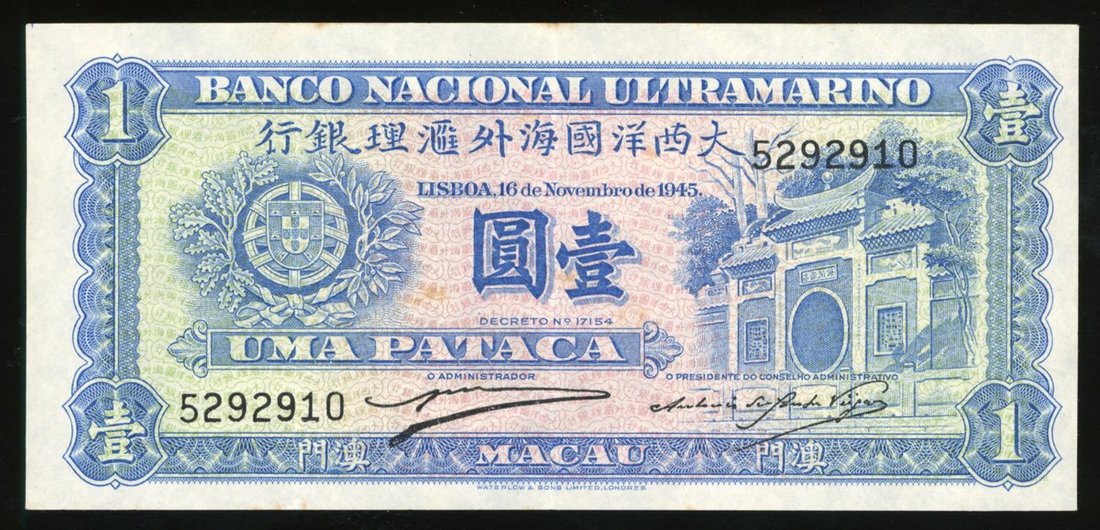 BANCO NACIONAL ULTRAMARINO
1
壹
大西洋國海外滙理銀行
5292910
LISBOA, 16 de Novembro de 1945.
壹圓
DECRETO Nº 17154
UMA PATACA
O ADMINISTRADOR
O PRESIDENTE DO CONSELHO ADMINISTRATIVO
5292910
壹
1
澳門
MACAU
澳門
WATERLOW & SONS LIMITED, LONDRES